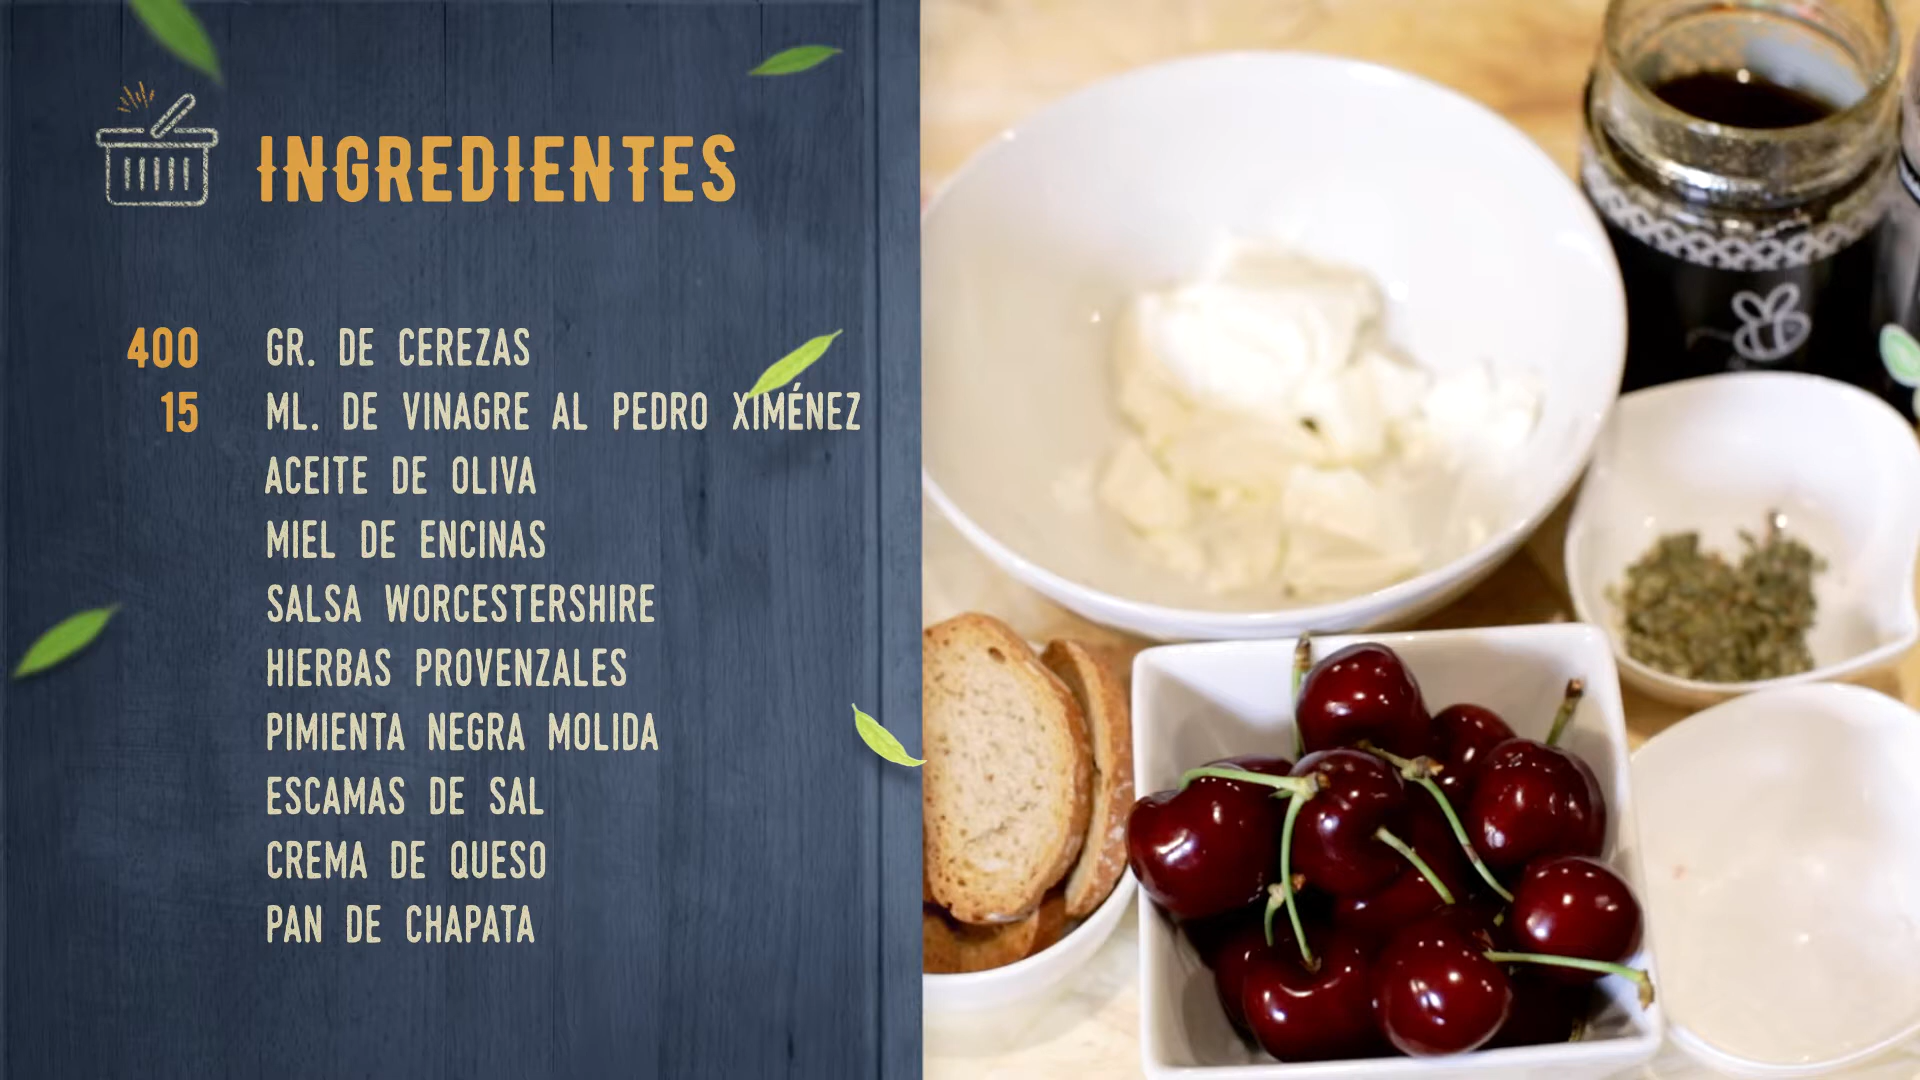 INGREDIENTES
400 GR. DE CEREZAS
15 ML. DE VINAGRE AL PEDRO XIMÉNEZ
ACEITE DE OLIVA
MIEL DE ENCINAS
SALSA WORCESTERSHIRE
HIERBAS PROVENZALES
PIMIENTA NEGRA MOLIDA
ESCAMAS DE SAL
CREMA DE QUESO
PAN DE CHAPATA